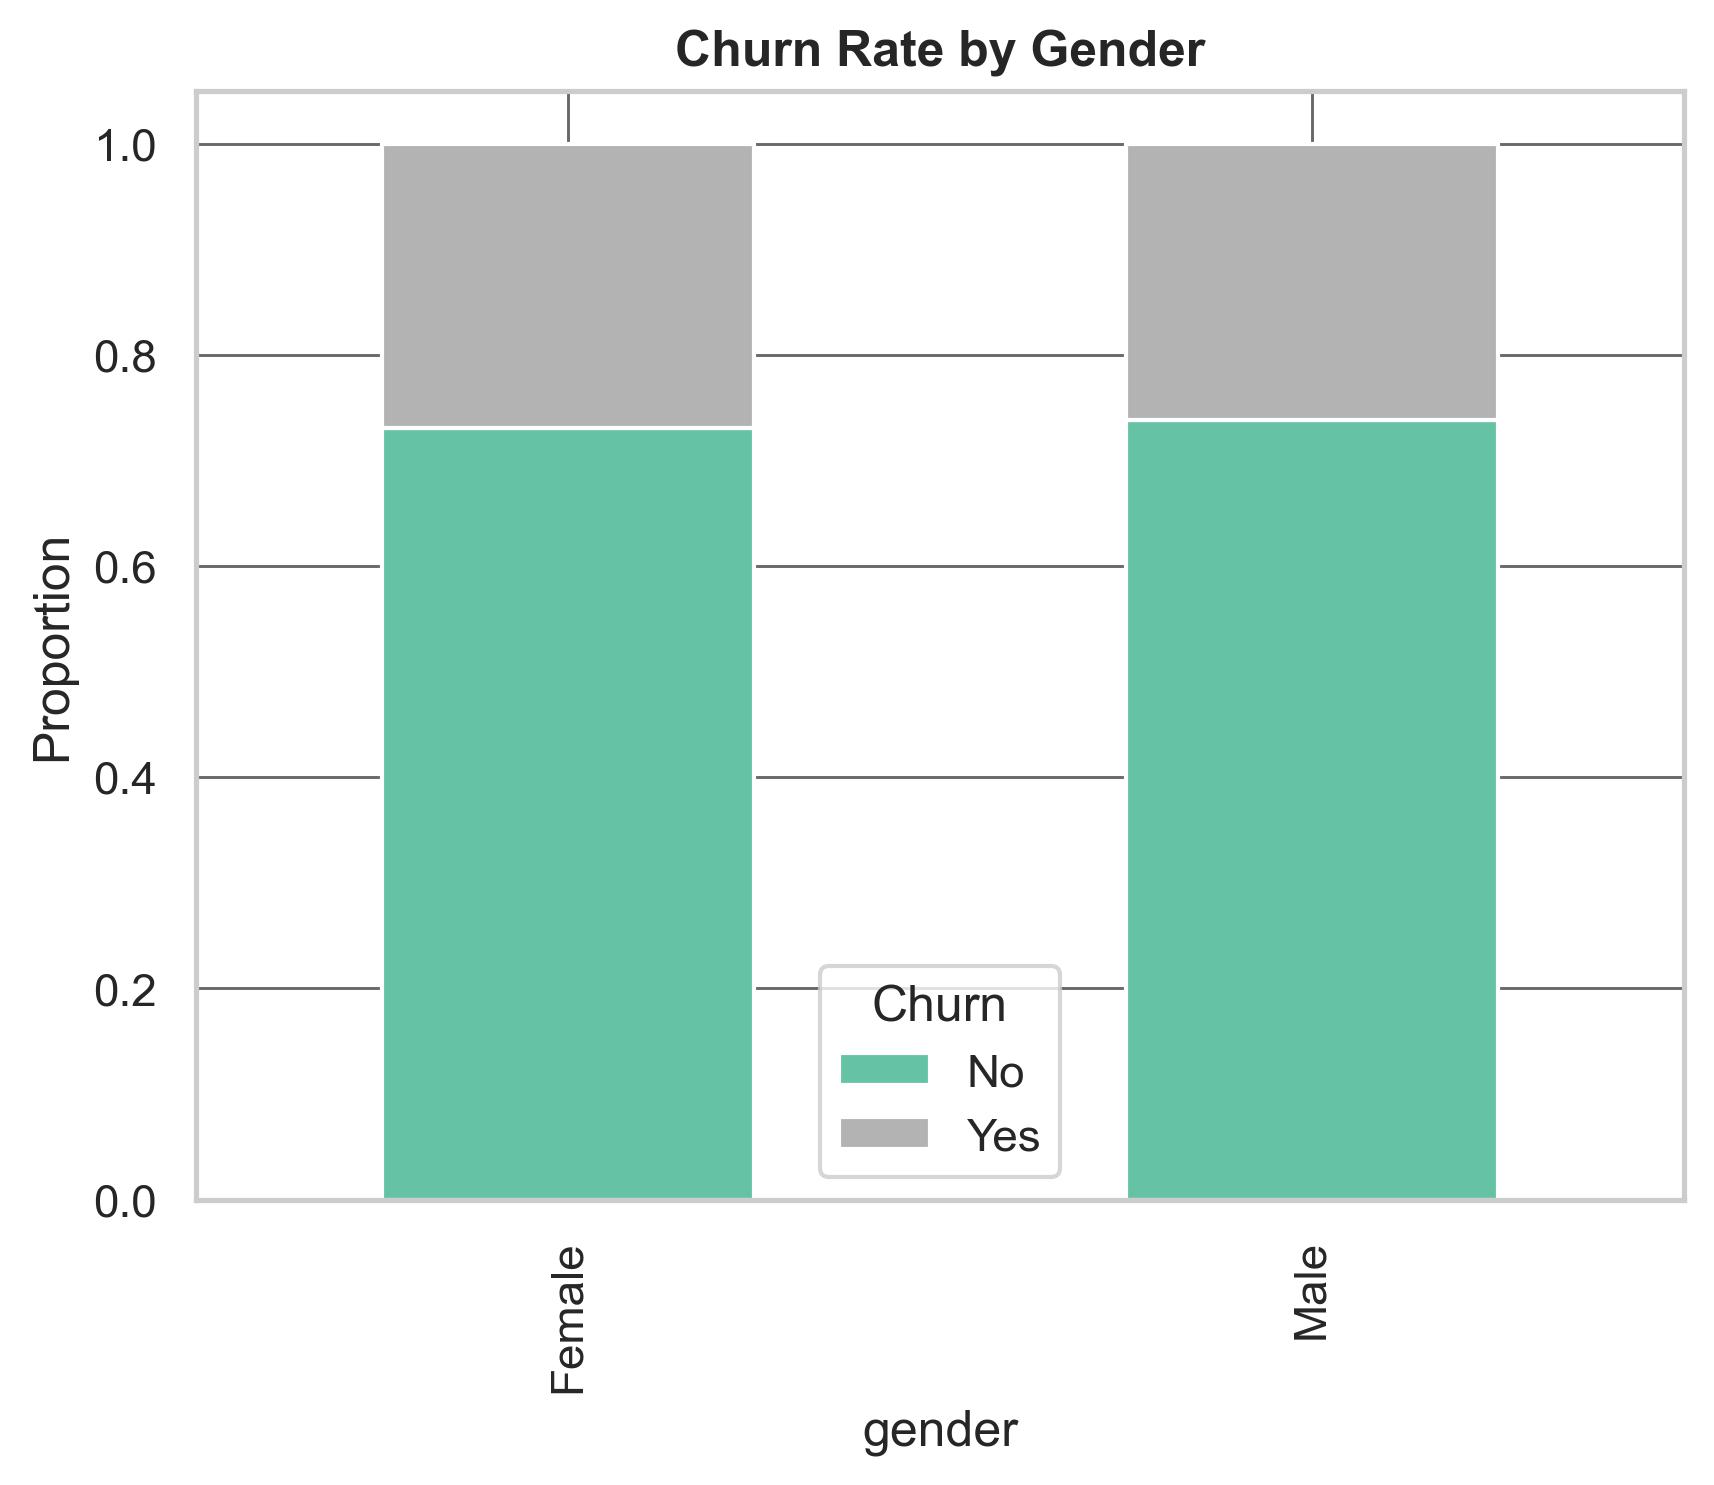 Churn Rate by Gender
1.0
0.8
0.6
0.4
0.2
0.0
Proportion
Churn
No
Yes
Female
Male
gender